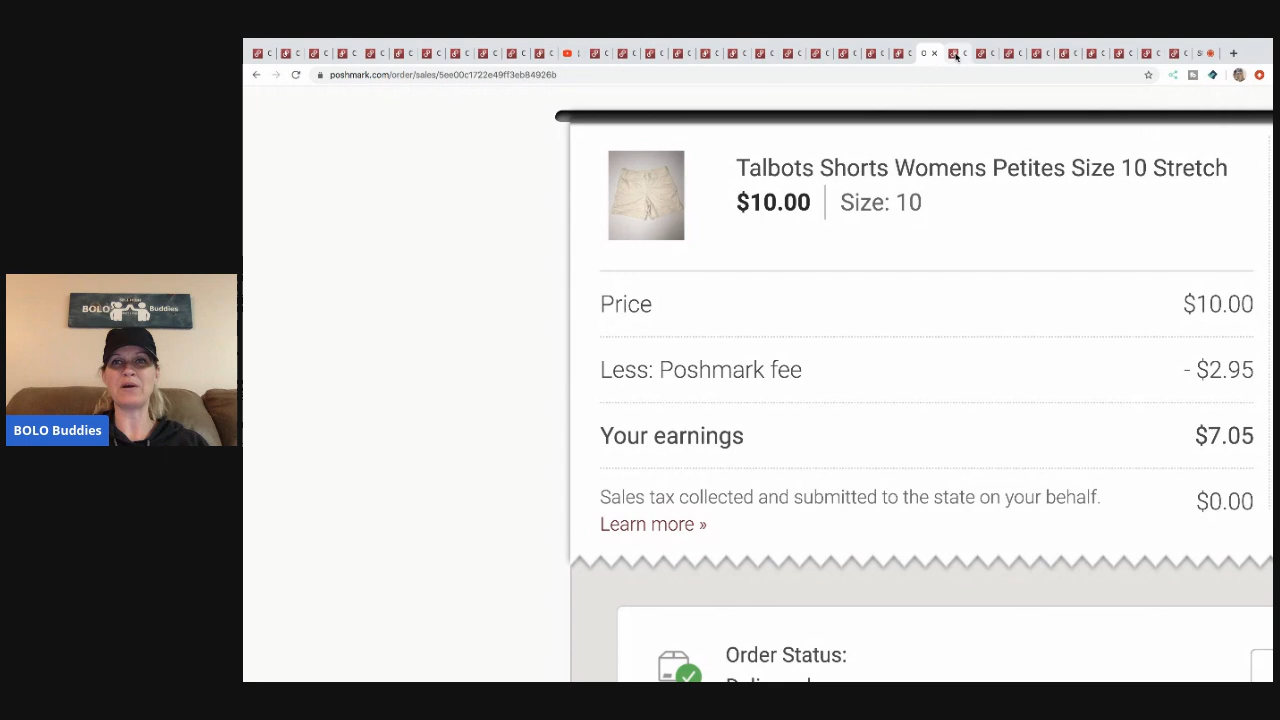 poshmark.com/order/sales/5ee00c1722e49ff3eb84926b
Talbots Shorts Womens Petites Size 10 Stretch
$10.00 Size: 10
Price $10.00
Less: Poshmark fee - $2.95
Your earnings $7.05
Sales tax collected and submitted to the state on your behalf. $0.00
Learn more »
Order Status:
BOLO Buddies
BOLO Buddies